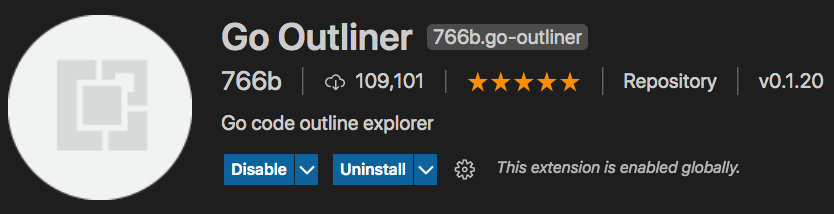 Go Outliner 766b.go-outliner
766b 109,101 Repository v0.1.20
Go code outline explorer
Disable Uninstall This extension is enabled globally.